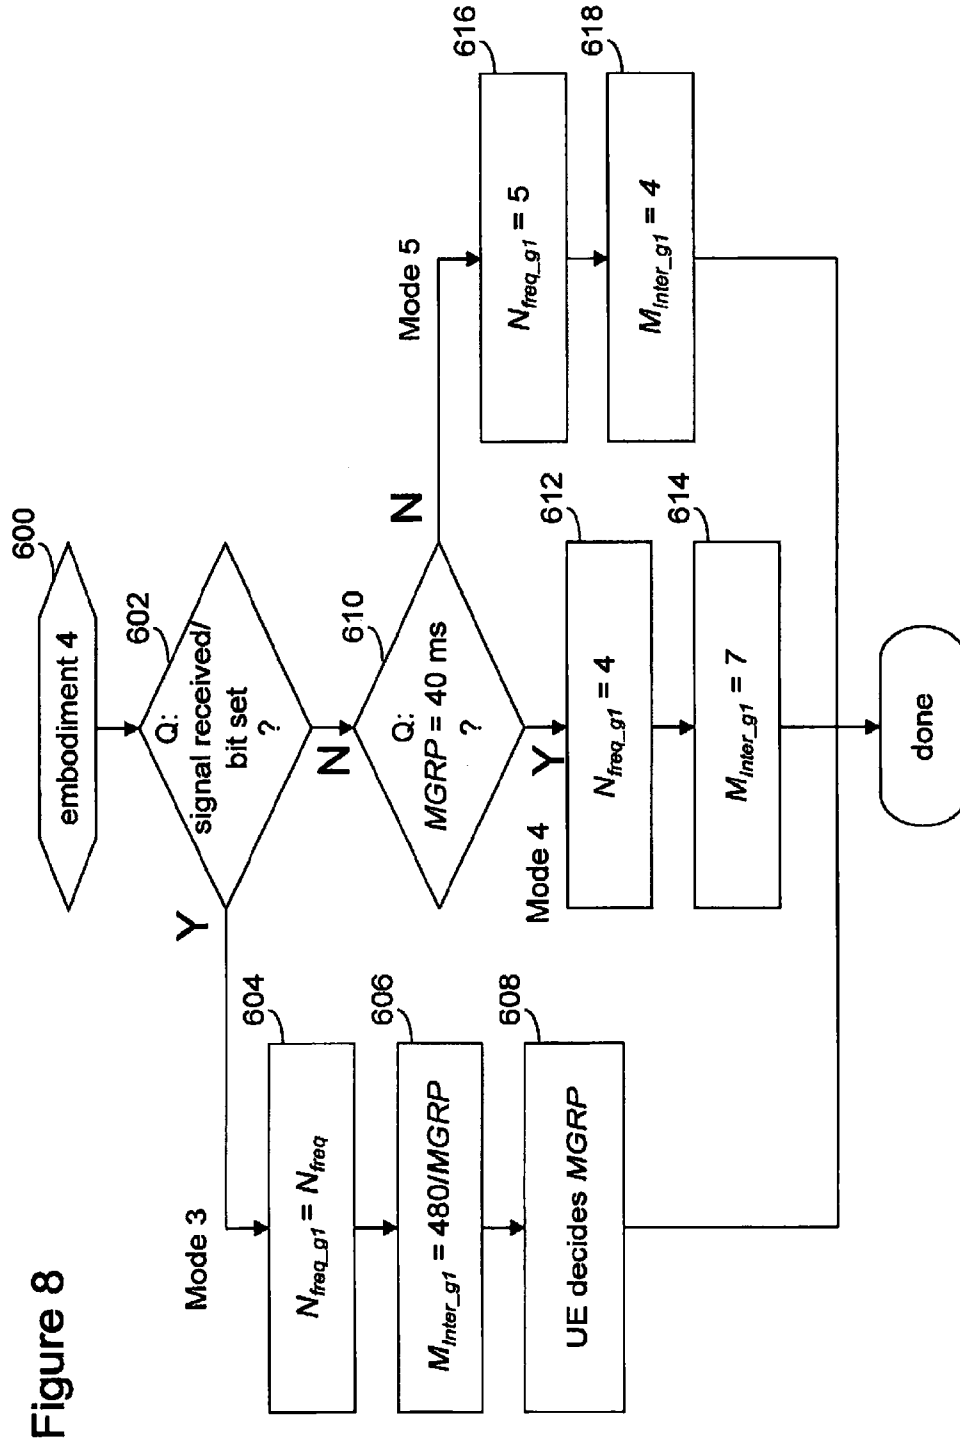 Figure 8
600
embodiment 4
602
Q:
signal received/
bit set
?
Y
N
Mode 3
604
N_freq_g1 = N_freq
606
M_Inter_g1 = 480/MGRP
608
UE decides MGRP
610
Q:
MGRP = 40 ms
?
Y
N
Mode 4
612
N_freq_g1 = 4
614
M_Inter_g1 = 7
Mode 5
616
N_freq_g1 = 5
618
M_Inter_g1 = 4
done